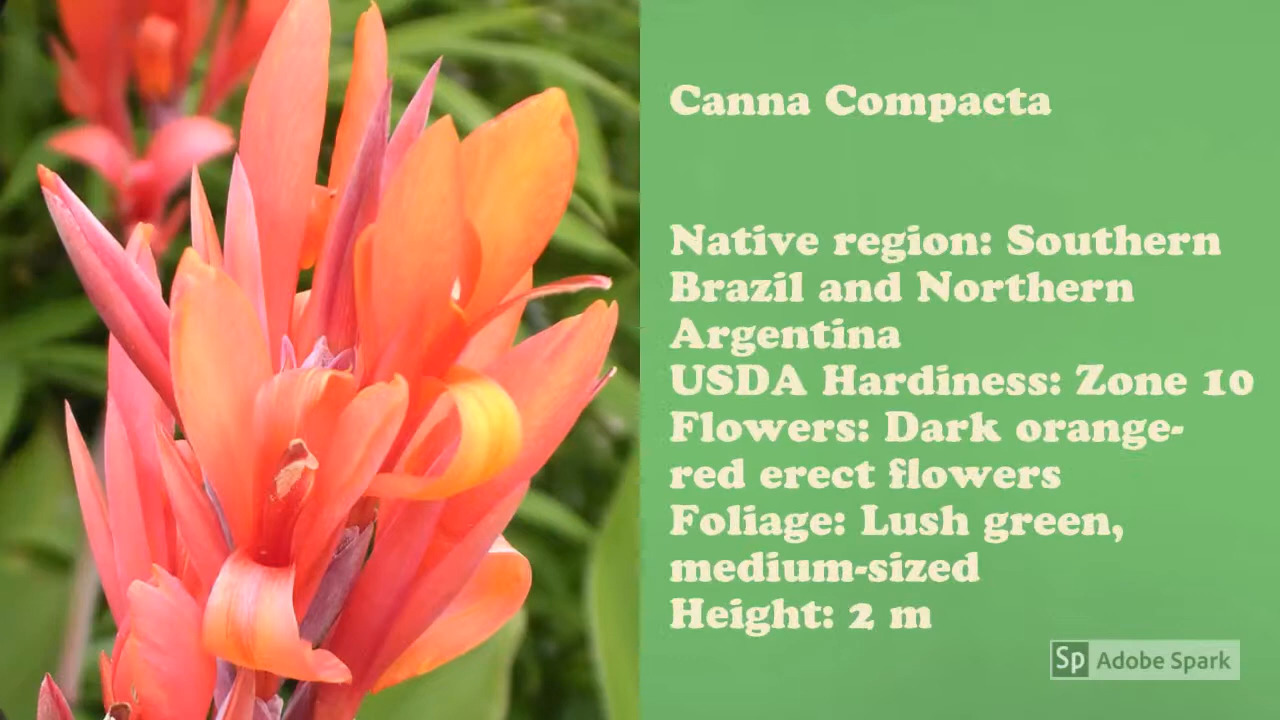 Canna Compacta
Native region: Southern
Brazil and Northern
Argentina
USDA Hardiness: Zone 10
Flowers: Dark orange-
red erect flowers
Foliage: Lush green,
medium-sized
Height: 2 m
Sp Adobe Spark